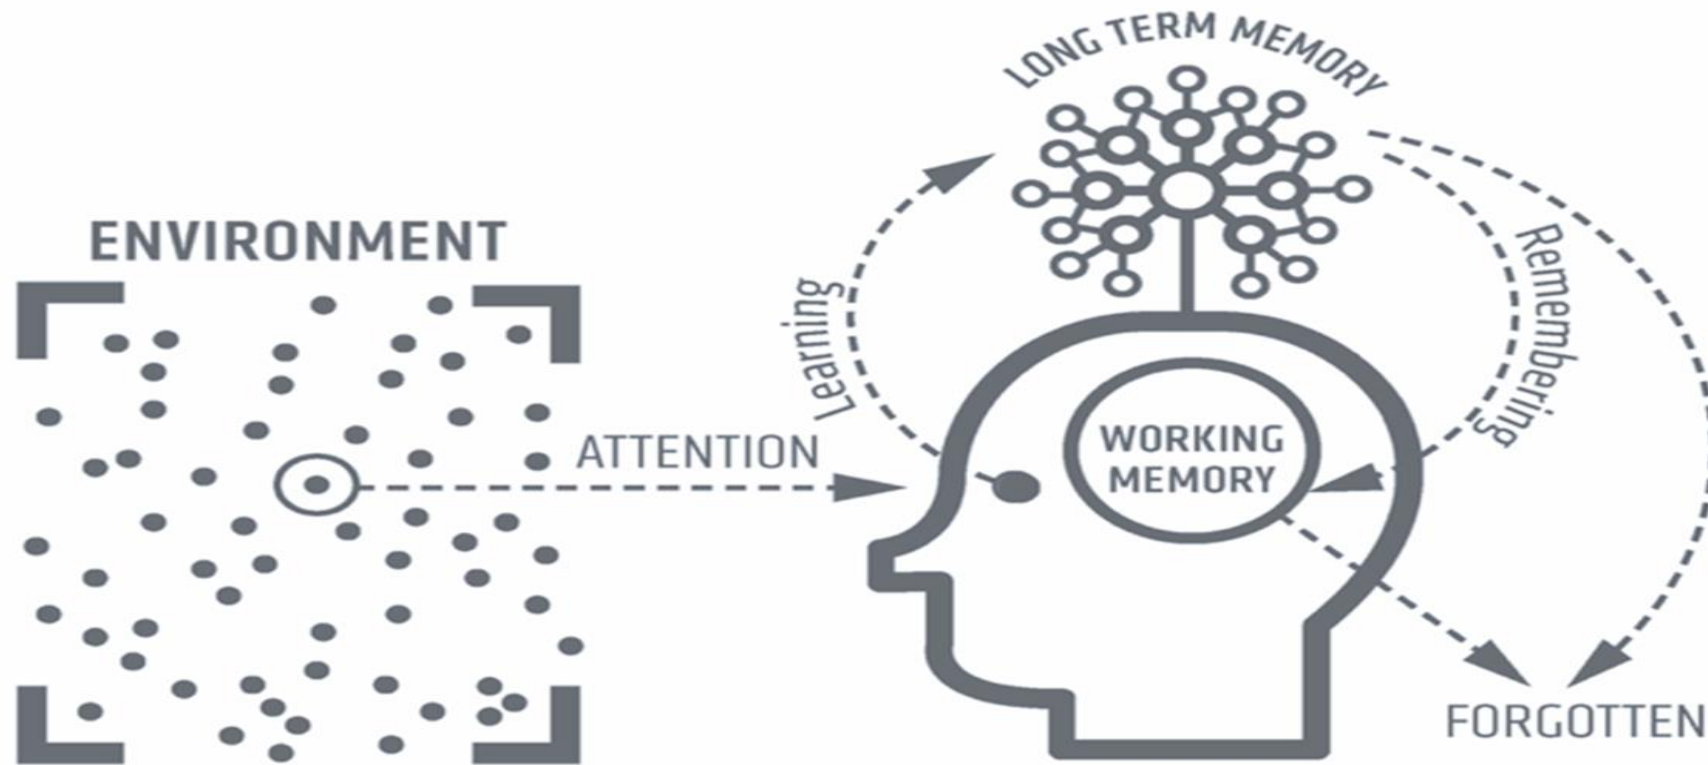 LONG TERM MEMORY
ENVIRONMENT
Learning
Remembering
ATTENTION
WORKING
MEMORY
FORGOTTEN